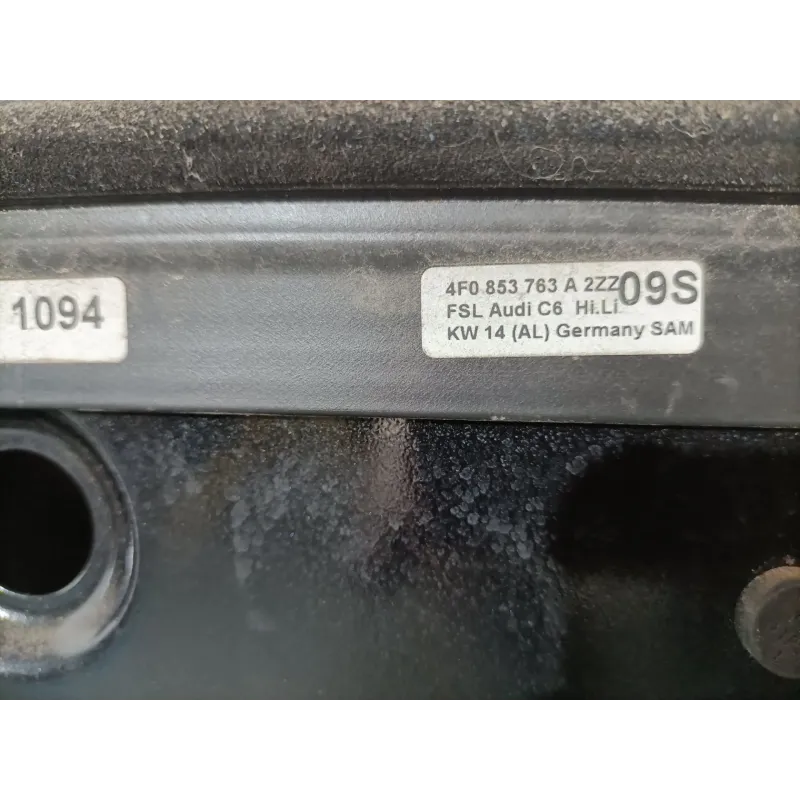 1094
4F0 853 763 A 2ZZ 09S
FSL Audi C6 Hi.Li.
KW 14 (AL) Germany SAM